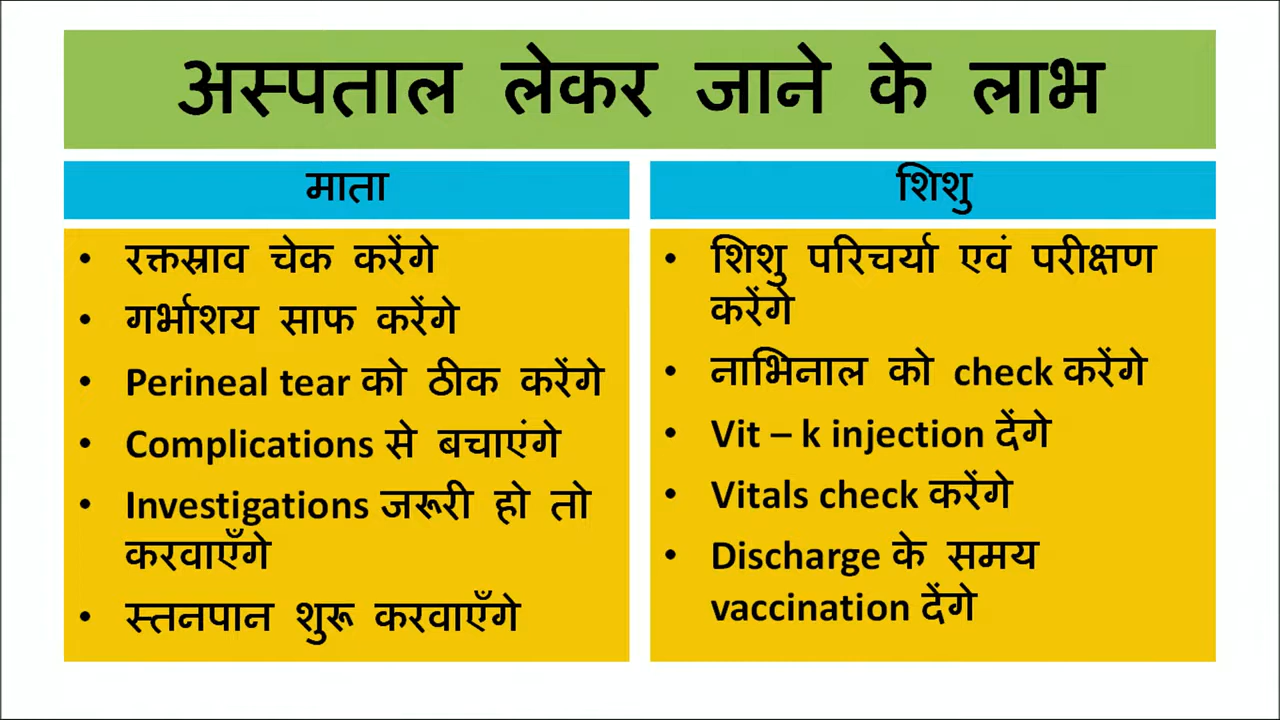 अस्पताल लेकर जाने के लाभ
माता
• रक्तस्राव चेक करेंगे
• गर्भाशय साफ करेंगे
• Perineal tear को ठीक करेंगे
• Complications से बचाएंगे
• Investigations जरूरी हो तो
करवाएँगे
• स्तनपान शुरू करवाएँगे
शिशु
• शिशु परिचर्या एवं परीक्षण
करेंगे
• नाभिनाल को check करेंगे
• Vit – k injection देंगे
• Vitals check करेंगे
• Discharge के समय
vaccination देंगे